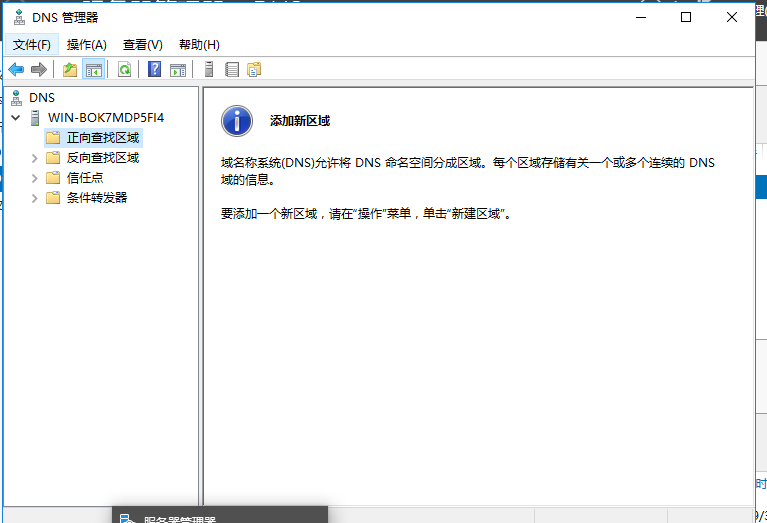 DNS 管理器
文件(F) 操作(A) 查看(V) 帮助(H)
DNS
WIN-BOK7MDP5FI4
正向查找区域
反向查找区域
信任点
条件转发器
添加新区域
域名称系统(DNS)允许将 DNS 命名空间分成区域。每个区域存储有关一个或多个连续的 DNS
域的信息。
要添加一个新区域，请在“操作”菜单，单击“新建区域”。
服务器管理器
时